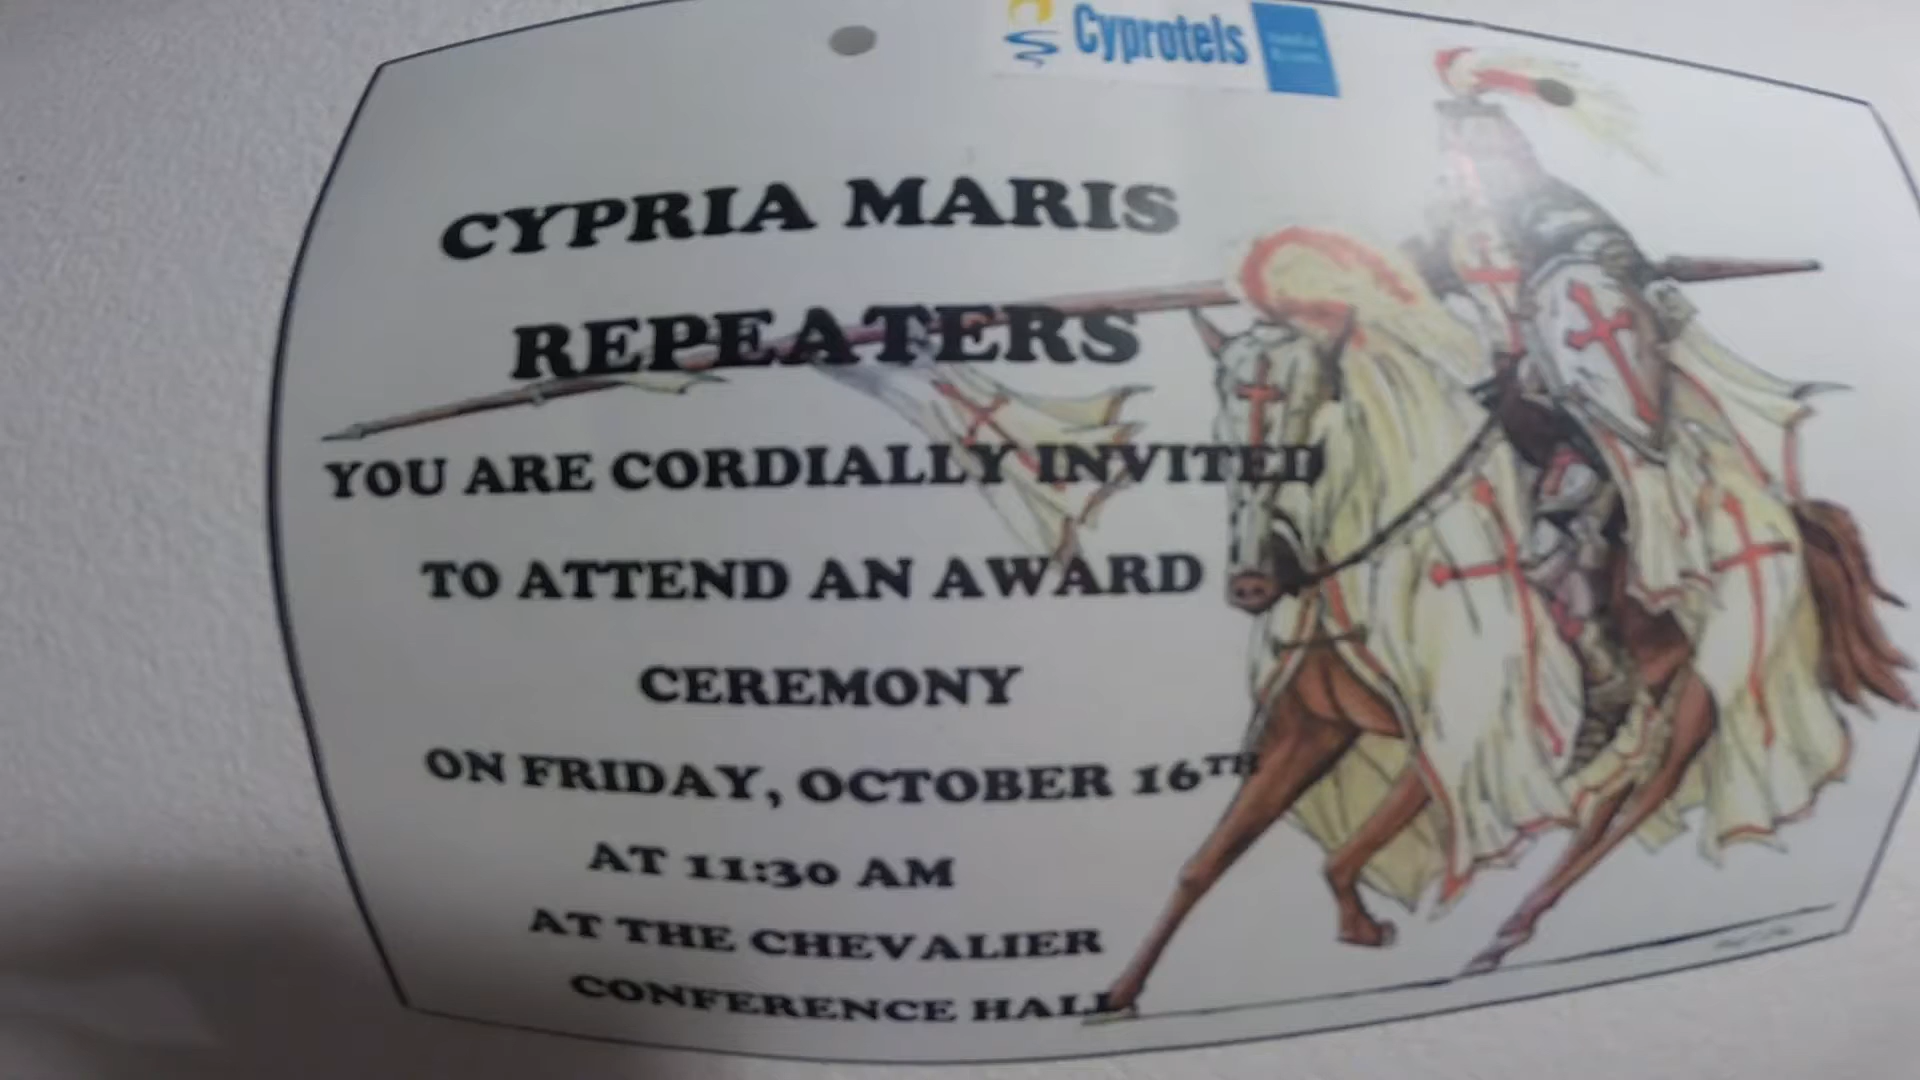 Cyprotels
CYPRIA MARIS
REPEATERS
YOU ARE CORDIALLY INVITED
TO ATTEND AN AWARD
CEREMONY
ON FRIDAY, OCTOBER 16TH
AT 11:30 AM
AT THE CHEVALIER
CONFERENCE HALL